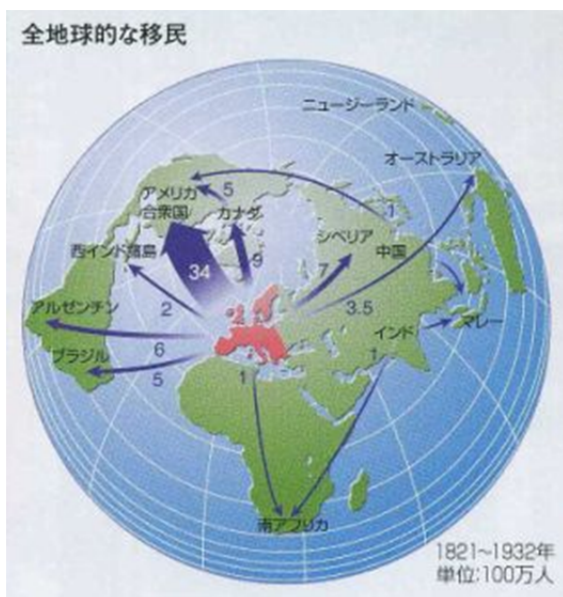 全地球的な移民
ニュージーランド
オーストラリア
アメリカ
合衆国
5
カナダ
1
シベリア
中国
西インド諸島
34
9
7
3.5
アルゼンチン
2
インド
マレー
6
ブラジル
5
1
1
南アフリカ
1821~1932年
単位:100万人